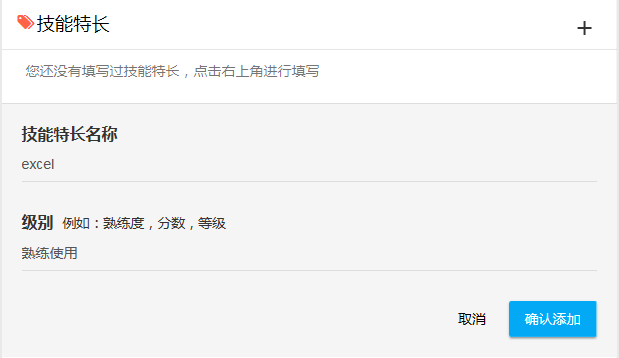 技能特长
您还没有填写过技能特长，点击右上角进行填写
技能特长名称
excel
级别 例如：熟练度，分数，等级
熟练使用
取消 确认添加